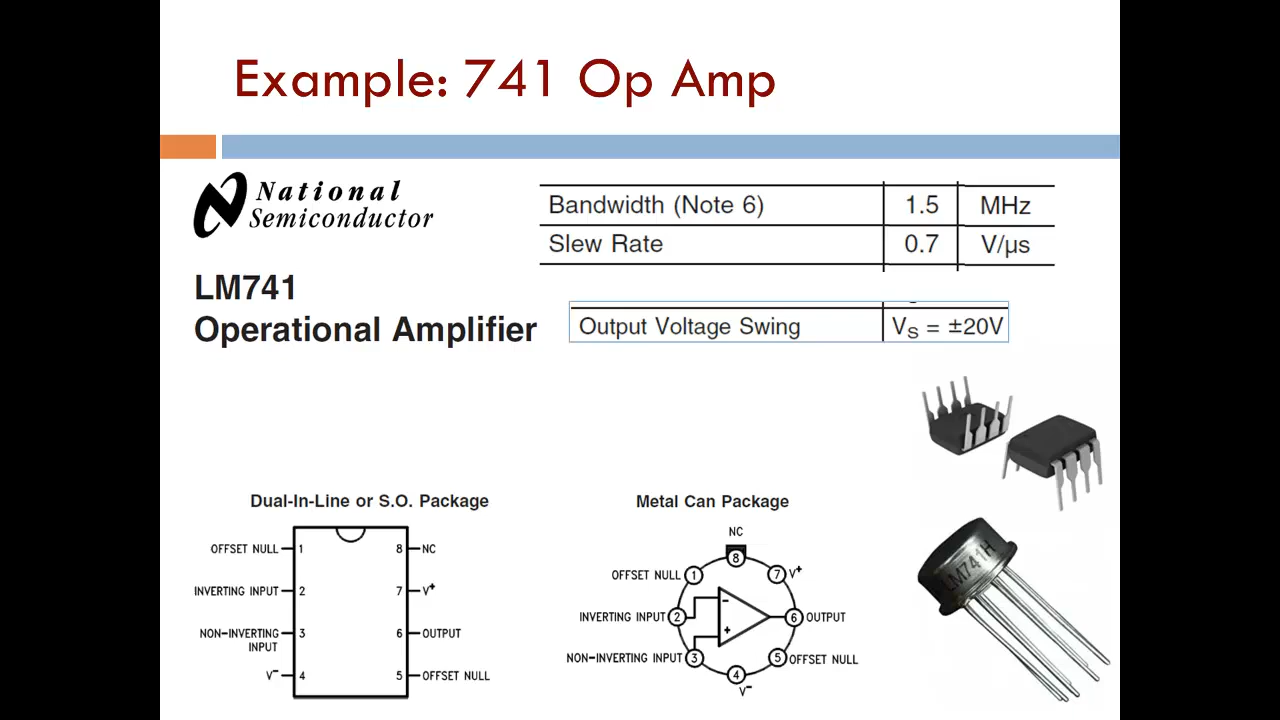 Example: 741 Op Amp
National
Semiconductor
Bandwidth (Note 6) 1.5 MHz
Slew Rate 0.7 V/µs
LM741
Operational Amplifier
Output Voltage Swing VS = ±20V
Dual-In-Line or S.O. Package
OFFSET NULL 1 8 NC
INVERTING INPUT 2 7 V+
NON-INVERTING
INPUT 3 6 OUTPUT
V− 4 5 OFFSET NULL
Metal Can Package
NC
8
OFFSET NULL 1 7 V+
INVERTING INPUT 2 − 6 OUTPUT
+
NON-INVERTING INPUT 3 5 OFFSET NULL
4
V−
LM741H